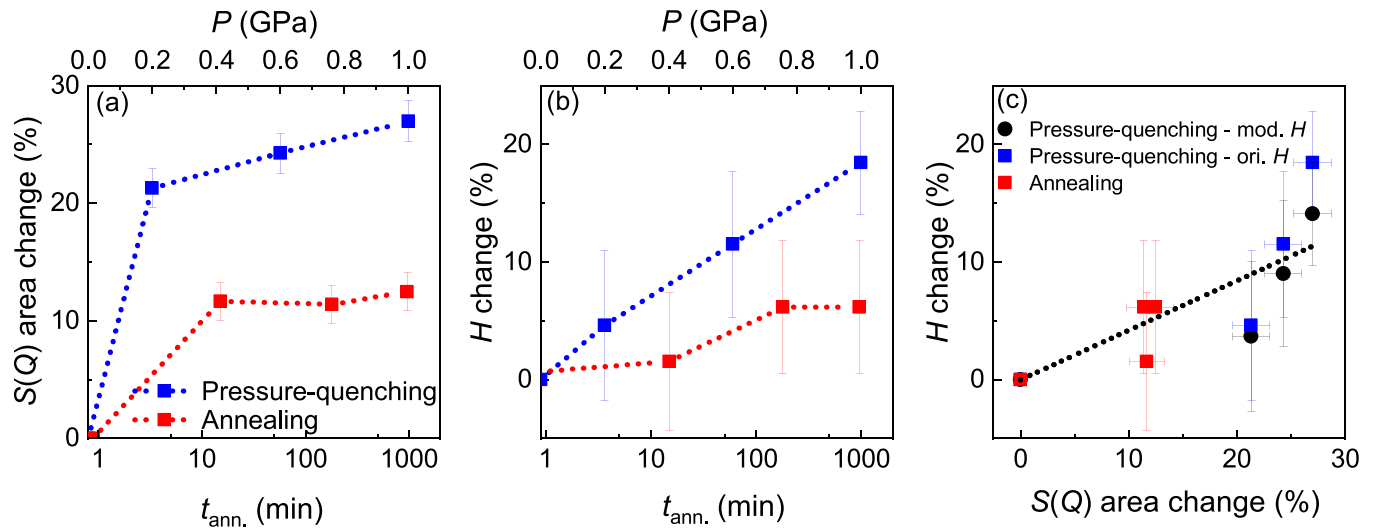 P (GPa)
0.0 0.2 0.4 0.6 0.8 1.0
(a)
30
20
10
0
S(Q) area change (%)
Pressure-quenching
Annealing
1 10 100 1000
t_ann. (min)
P (GPa)
0.0 0.2 0.4 0.6 0.8 1.0
(b)
20
10
0
H change (%)
1 10 100 1000
t_ann. (min)
(c)
Pressure-quenching - mod. H
Pressure-quenching - ori. H
Annealing
20
10
0
H change (%)
0 10 20 30
S(Q) area change (%)